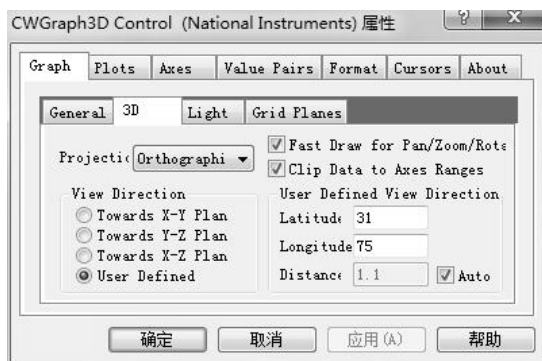 CWGraph3D Control (National Instruments) 属性
Graph Plots Axes Value Pairs Format Cursors About
General 3D Light Grid Planes
Projectic Orthographi
Fast Draw for Pan/Zoom/Rota
Clip Data to Axes Ranges
View Direction
Towards X-Y Plan
Towards Y-Z Plan
Towards X-Z Plan
User Defined
User Defined View Direction
Latitude 31
Longitude 75
Distance 1.1 Auto
确定 取消 应用(A) 帮助